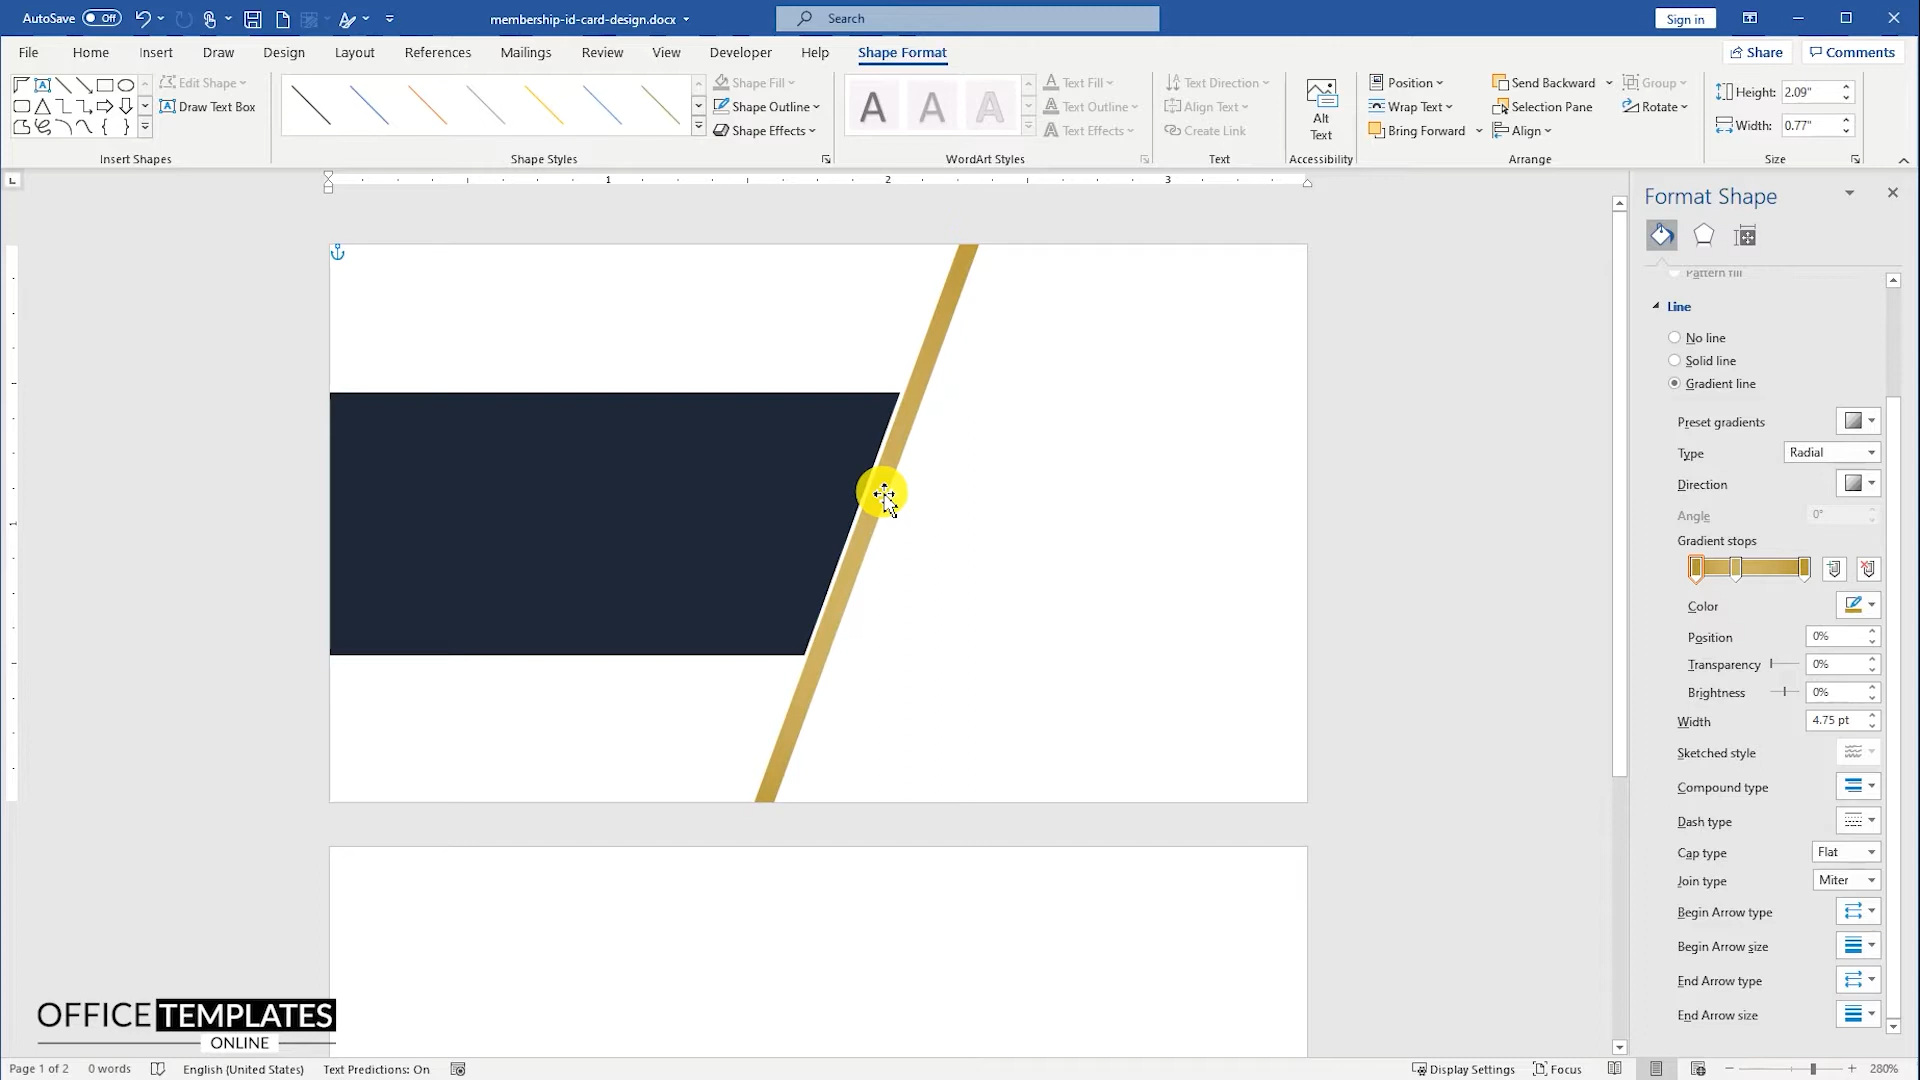 AutoSave Off membership-id-card-design.docx Search Sign in
File Home Insert Draw Design Layout References Mailings Review View Developer Help Shape Format Share Comments
Edit Shape
Draw Text Box
Insert Shapes
Shape Fill
Shape Outline
Shape Effects
Shape Styles
A A A
Text Fill
Text Outline
Text Effects
WordArt Styles
Text Direction
Align Text
Create Link
Text
Alt
Text
Accessibility
Position
Wrap Text
Bring Forward
Send Backward
Selection Pane
Align
Group
Rotate
Arrange
Height: 2.09"
Width: 0.77"
Size
1 2 3
1
Format Shape
Pattern fill
Line
No line
Solid line
Gradient line
Preset gradients
Type Radial
Direction
Angle 0°
Gradient stops
Color
Position 0%
Transparency 0%
Brightness 0%
Width 4.75 pt
Sketched style
Compound type
Dash type
Cap type Flat
Join type Miter
Begin Arrow type
Begin Arrow size
End Arrow type
End Arrow size
OFFICE TEMPLATES
ONLINE
Page 1 of 2 0 words English (United States) Text Predictions: On Display Settings Focus 280%